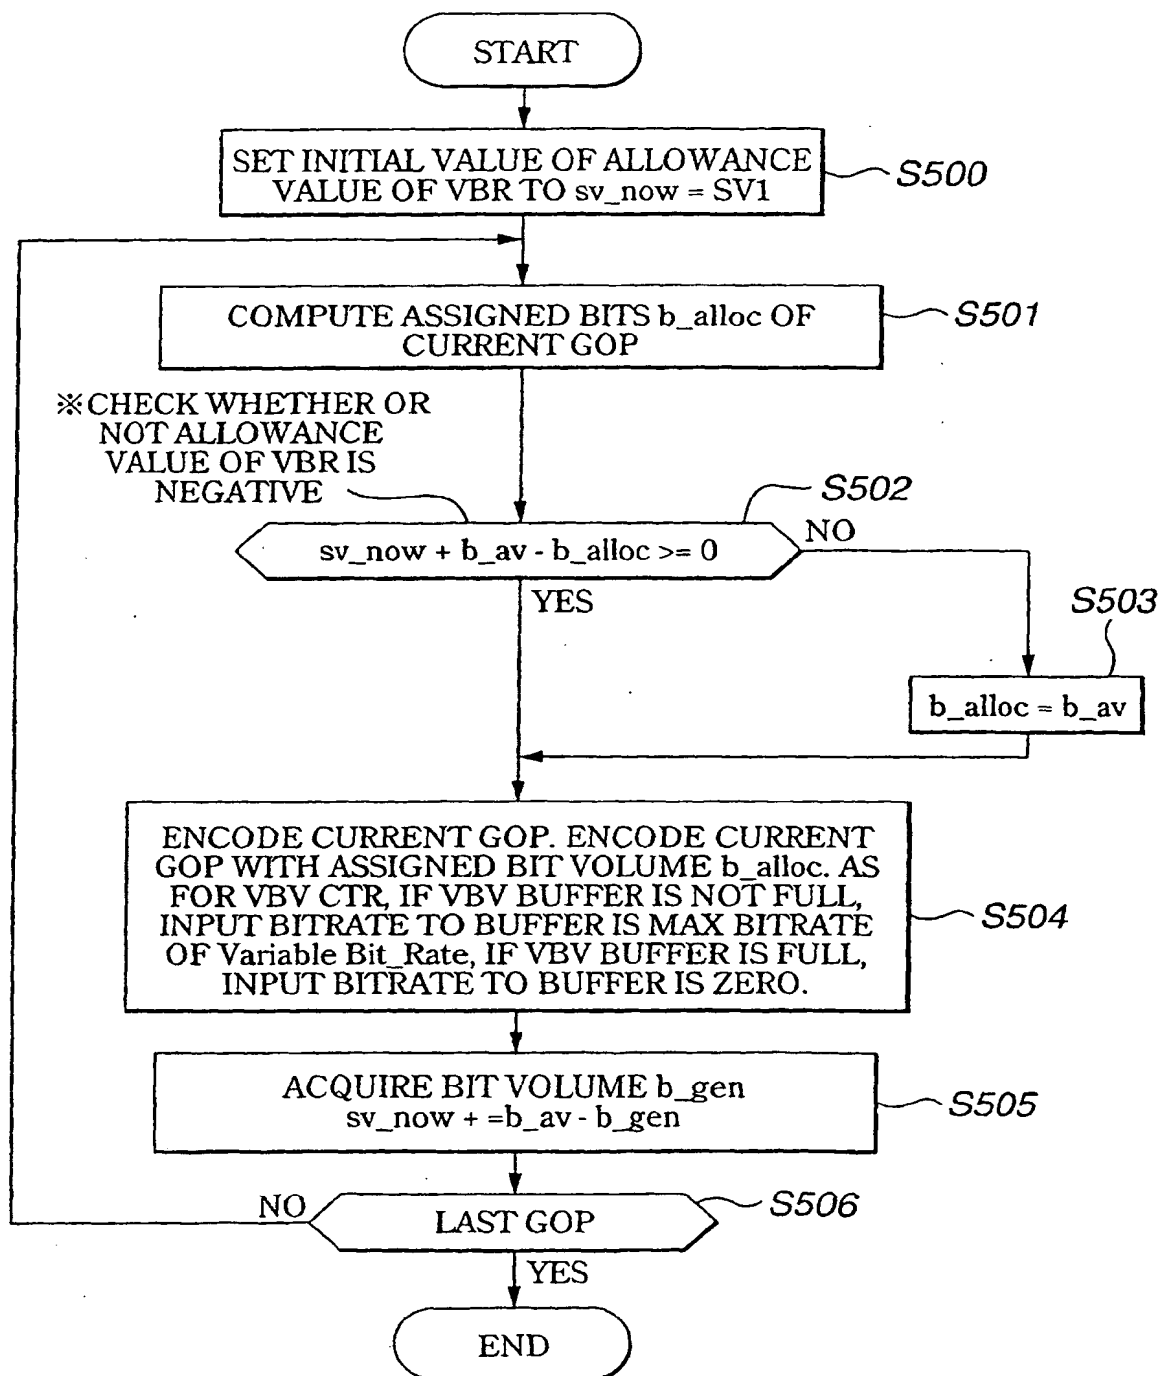 START
SET INITIAL VALUE OF ALLOWANCE
VALUE OF VBR TO sv_now = SV1
S500
COMPUTE ASSIGNED BITS b_alloc OF
CURRENT GOP
S501
※CHECK WHETHER OR
NOT ALLOWANCE
VALUE OF VBR IS
NEGATIVE
S502
sv_now + b_av - b_alloc >= 0
NO
YES
S503
b_alloc = b_av
ENCODE CURRENT GOP. ENCODE CURRENT
GOP WITH ASSIGNED BIT VOLUME b_alloc. AS
FOR VBV CTR, IF VBV BUFFER IS NOT FULL,
INPUT BITRATE TO BUFFER IS MAX BITRATE
OF Variable Bit_Rate, IF VBV BUFFER IS FULL,
INPUT BITRATE TO BUFFER IS ZERO.
S504
ACQUIRE BIT VOLUME b_gen
sv_now + =b_av - b_gen
S505
NO
LAST GOP
S506
YES
END